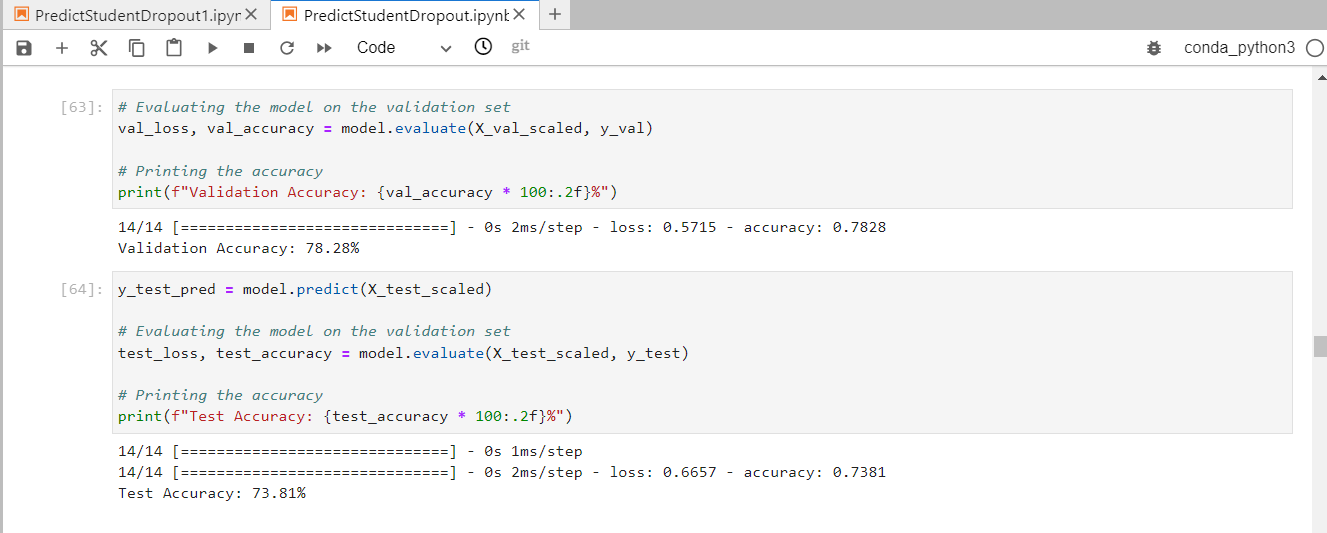 PredictStudentDropout1.ipyn
PredictStudentDropout.ipynb
Code
git
conda_python3
[63]:
# Evaluating the model on the validation set
val_loss, val_accuracy = model.evaluate(X_val_scaled, y_val)
# Printing the accuracy
print(f"Validation Accuracy: {val_accuracy * 100:.2f}%")
14/14 [==============================] - 0s 2ms/step - loss: 0.5715 - accuracy: 0.7828
Validation Accuracy: 78.28%
[64]:
y_test_pred = model.predict(X_test_scaled)
# Evaluating the model on the validation set
test_loss, test_accuracy = model.evaluate(X_test_scaled, y_test)
# Printing the accuracy
print(f"Test Accuracy: {test_accuracy * 100:.2f}%")
14/14 [==============================] - 0s 1ms/step
14/14 [==============================] - 0s 2ms/step - loss: 0.6657 - accuracy: 0.7381
Test Accuracy: 73.81%